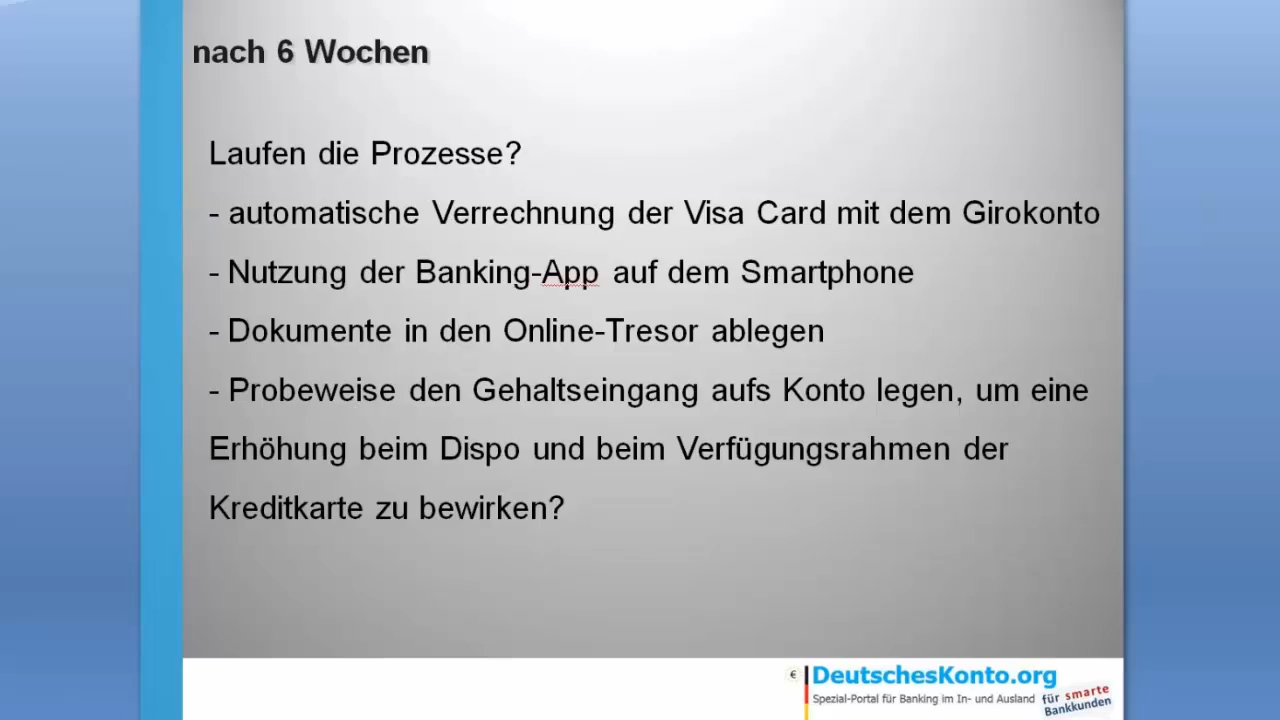 nach 6 Wochen
Laufen die Prozesse?
- automatische Verrechnung der Visa Card mit dem Girokonto
- Nutzung der Banking-App auf dem Smartphone
- Dokumente in den Online-Tresor ablegen
- Probeweise den Gehaltseingang aufs Konto legen, um eine
Erhöhung beim Dispo und beim Verfügungsrahmen der
Kreditkarte zu bewirken?
€ DeutschesKonto.org
Spezial-Portal für Banking im In- und Ausland
für smarte
Bankkunden